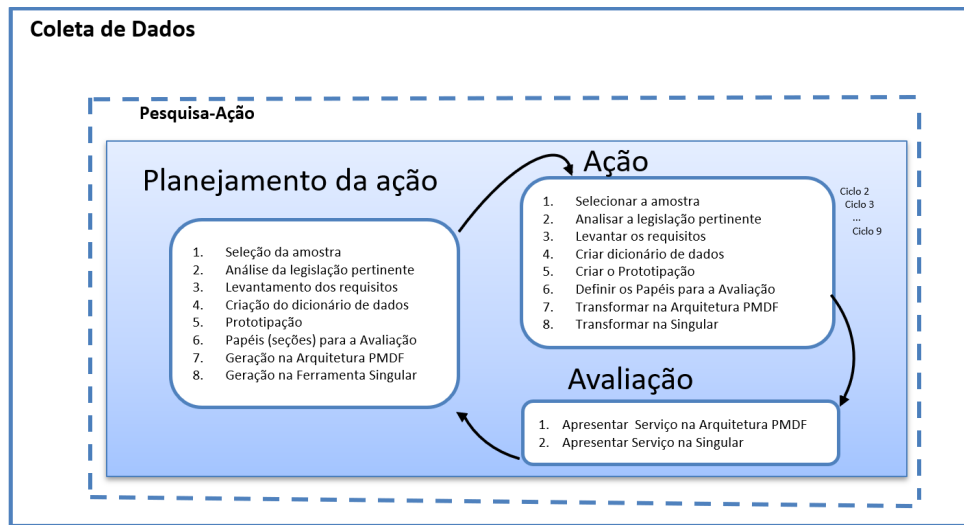 Coleta de Dados
Pesquisa-Ação
Planejamento da ação
1. Seleção da amostra
2. Análise da legislação pertinente
3. Levantamento dos requisitos
4. Criação do dicionário de dados
5. Prototipação
6. Papéis (seções) para a Avaliação
7. Geração na Arquitetura PMDF
8. Geração na Ferramenta Singular
Ação
1. Selecionar a amostra
2. Analisar a legislação pertinente
3. Levantar os requisitos
4. Criar dicionário de dados
5. Criar o Prototipação
6. Definir os Papéis para a Avaliação
7. Transformar na Arquitetura PMDF
8. Transformar na Singular
Ciclo 2
Ciclo 3
...
Ciclo 9
Avaliação
1. Apresentar Serviço na Arquitetura PMDF
2. Apresentar Serviço na Singular